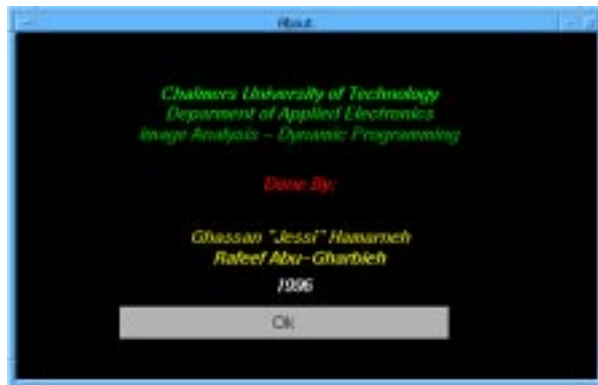 About
Chalmers University of Technology
Deparment of Applied Electronics
Image Analysis - Dynamic Programming
Done By:
Ghassan "Jessi" Hamarneh
Rafeef Abu-Gharbieh
1996
Ok